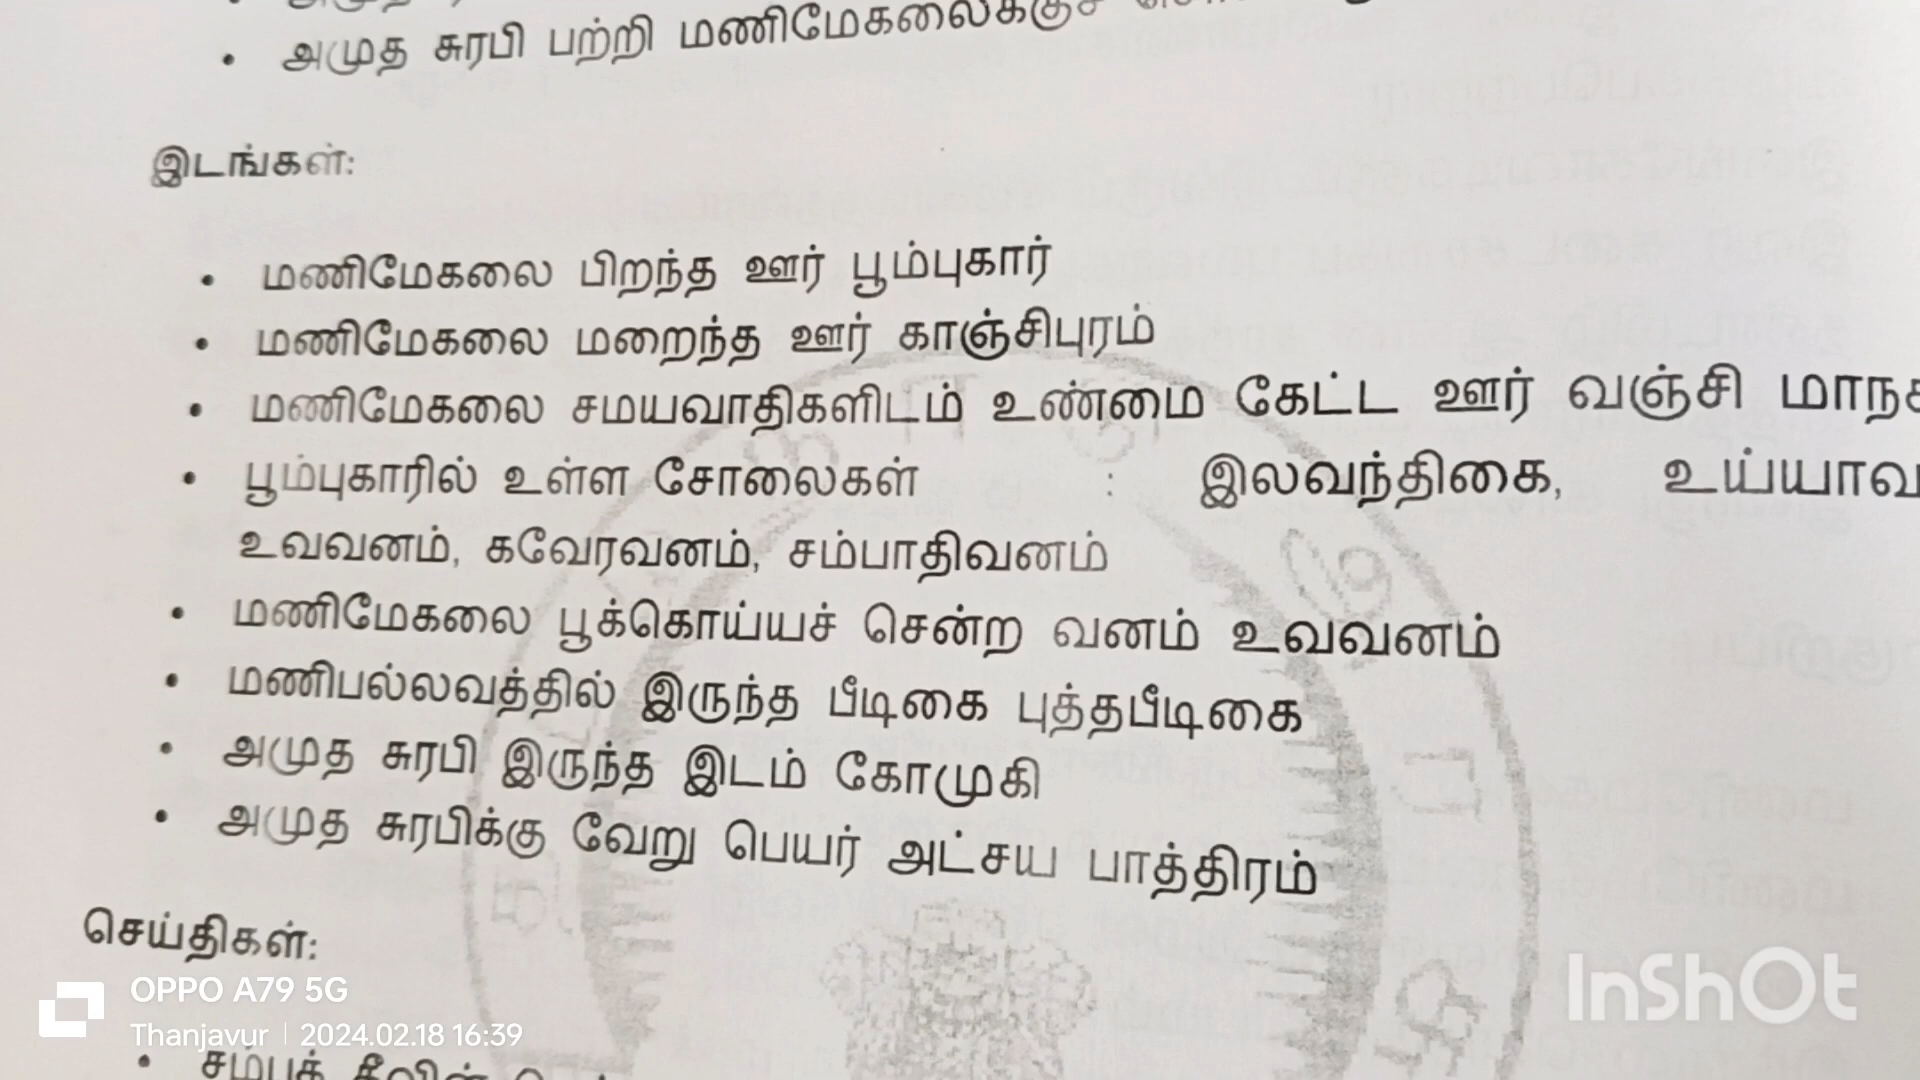 • அமுத சுரபி பற்றி மணிமேகலைக்குச்
இடங்கள்:
• மணிமேகலை பிறந்த ஊர் பூம்புகார்
• மணிமேகலை மறைந்த ஊர் காஞ்சிபுரம்
• மணிமேகலை சமயவாதிகளிடம் உண்மை கேட்ட ஊர் வஞ்சி
• பூம்புகாரில் உள்ள சோலைகள் : இலவந்திகை,
உவவனம், கவேரவனம், சம்பாதிவனம்
• மணிமேகலை பூக்கொய்யச் சென்ற வனம் உவவனம்
• மணிபல்லவத்தில் இருந்த பீடிகை புத்தபீடிகை
• அமுத சுரபி இருந்த இடம் கோமுகி
• அமுத சுரபிக்கு வேறு பெயர் அட்சய பாத்திரம்
செய்திகள்:
OPPO A79 5G
Thanjavur | 2024.02.18 16:39
InShOt